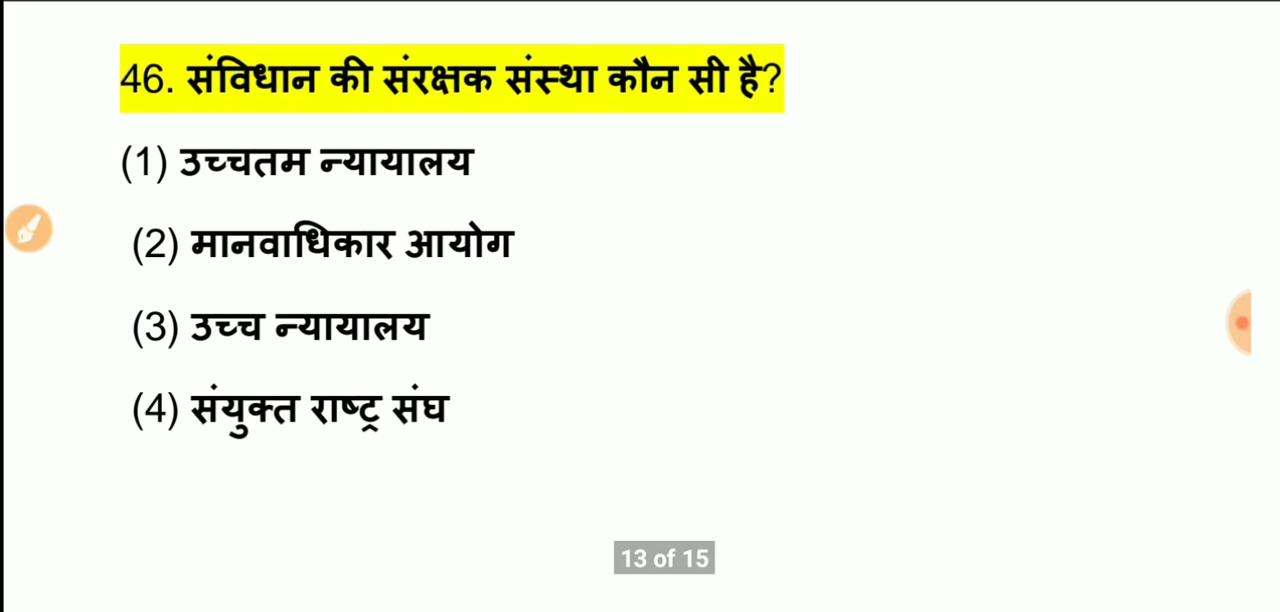 46. संविधान की संरक्षक संस्था कौन सी है?
(1) उच्चतम न्यायालय
(2) मानवाधिकार आयोग
(3) उच्च न्यायालय
(4) संयुक्त राष्ट्र संघ
13 of 15